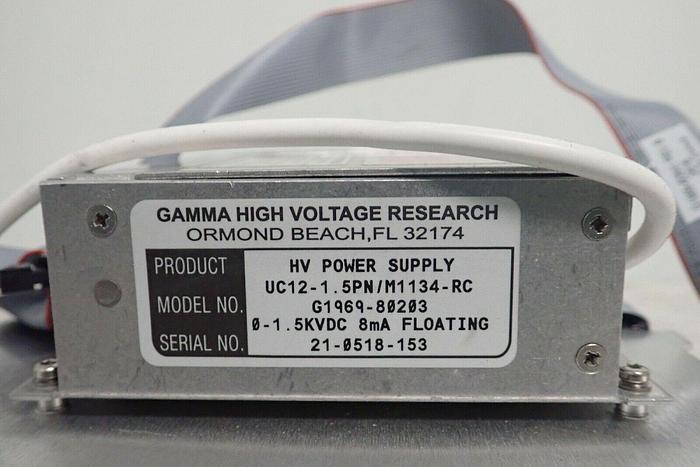 GAMMA HIGH VOLTAGE RESEARCH
ORMOND BEACH,FL 32174
PRODUCT HV POWER SUPPLY
UC12-1.5PN/M1134-RC
MODEL NO. G1969-80203
0-1.5KVDC 8mA FLOATING
SERIAL NO. 21-0518-153